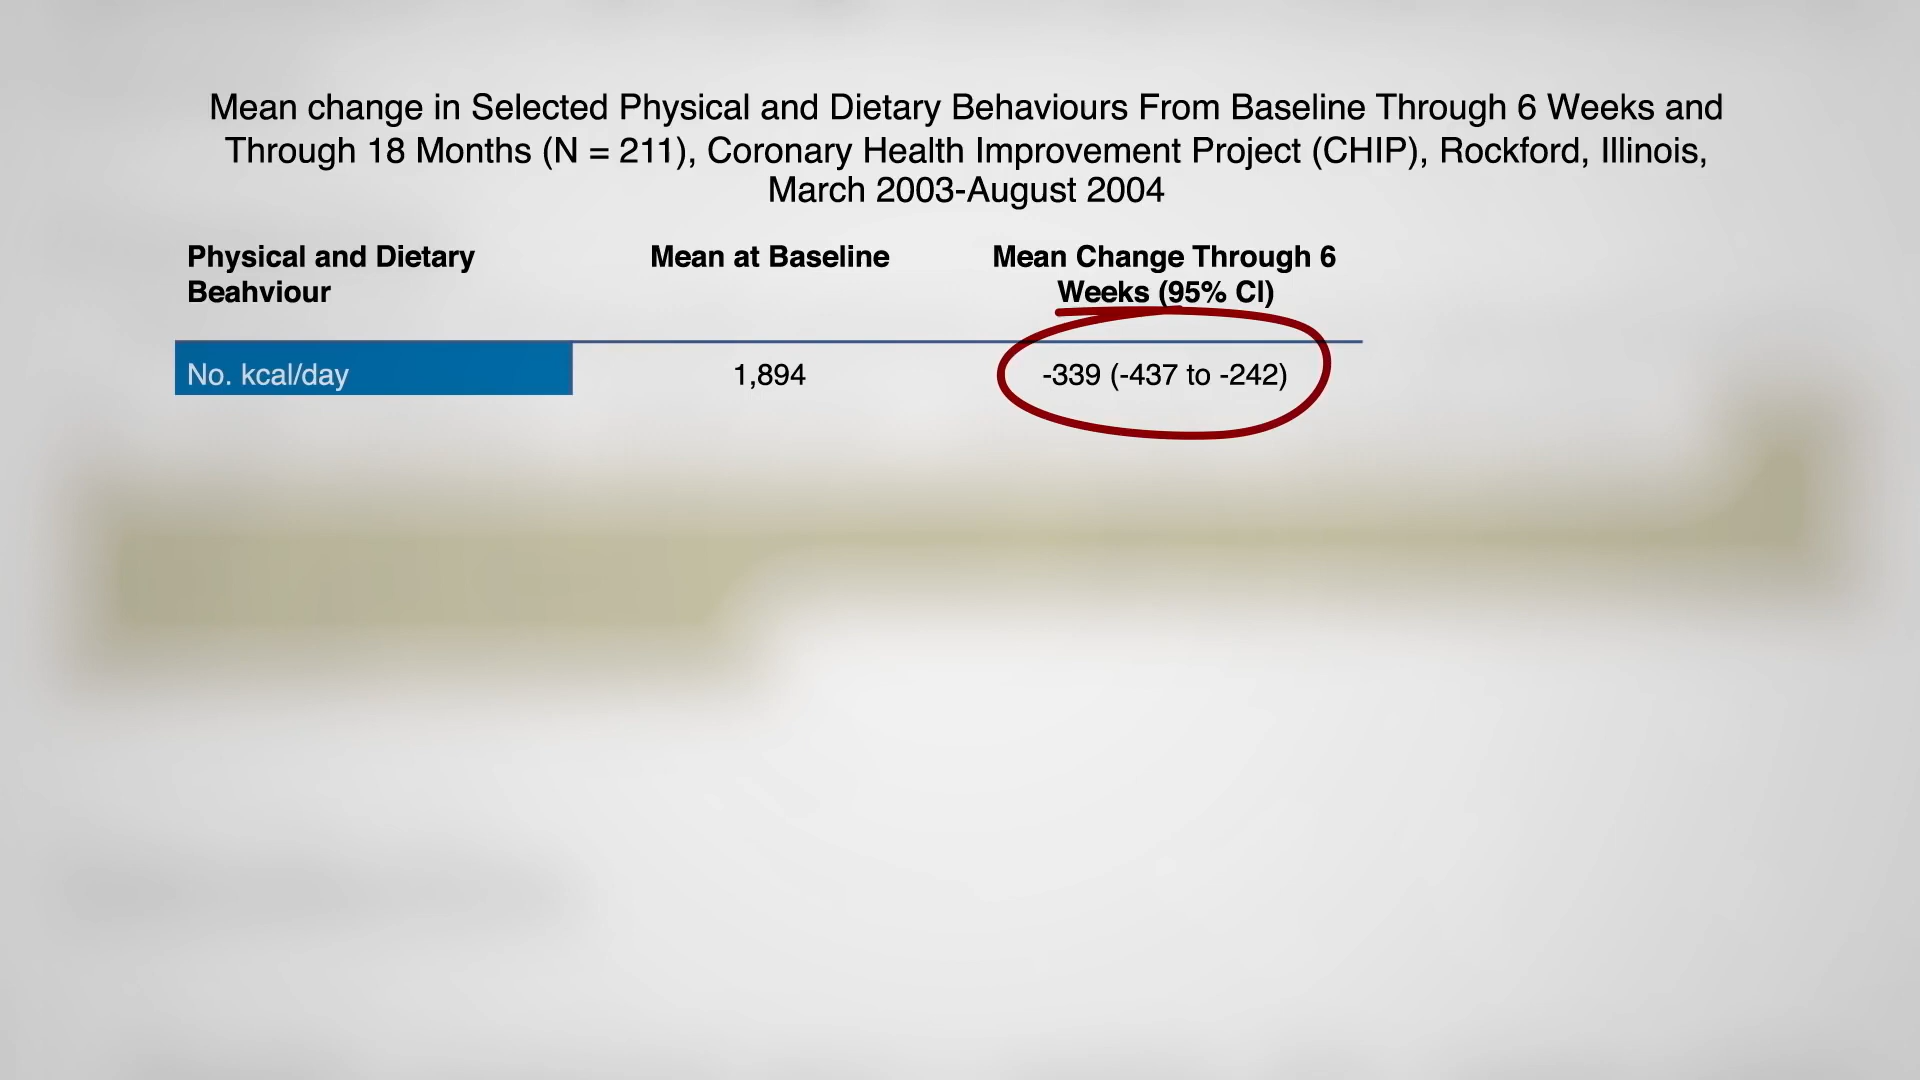 Mean change in Selected Physical and Dietary Behaviours From Baseline Through 6 Weeks and
Through 18 Months (N = 211), Coronary Health Improvement Project (CHIP), Rockford, Illinois,
March 2003-August 2004
Physical and Dietary
Beahviour
Mean at Baseline
Mean Change Through 6
Weeks (95% CI)
No. kcal/day
1,894
-339 (-437 to -242)